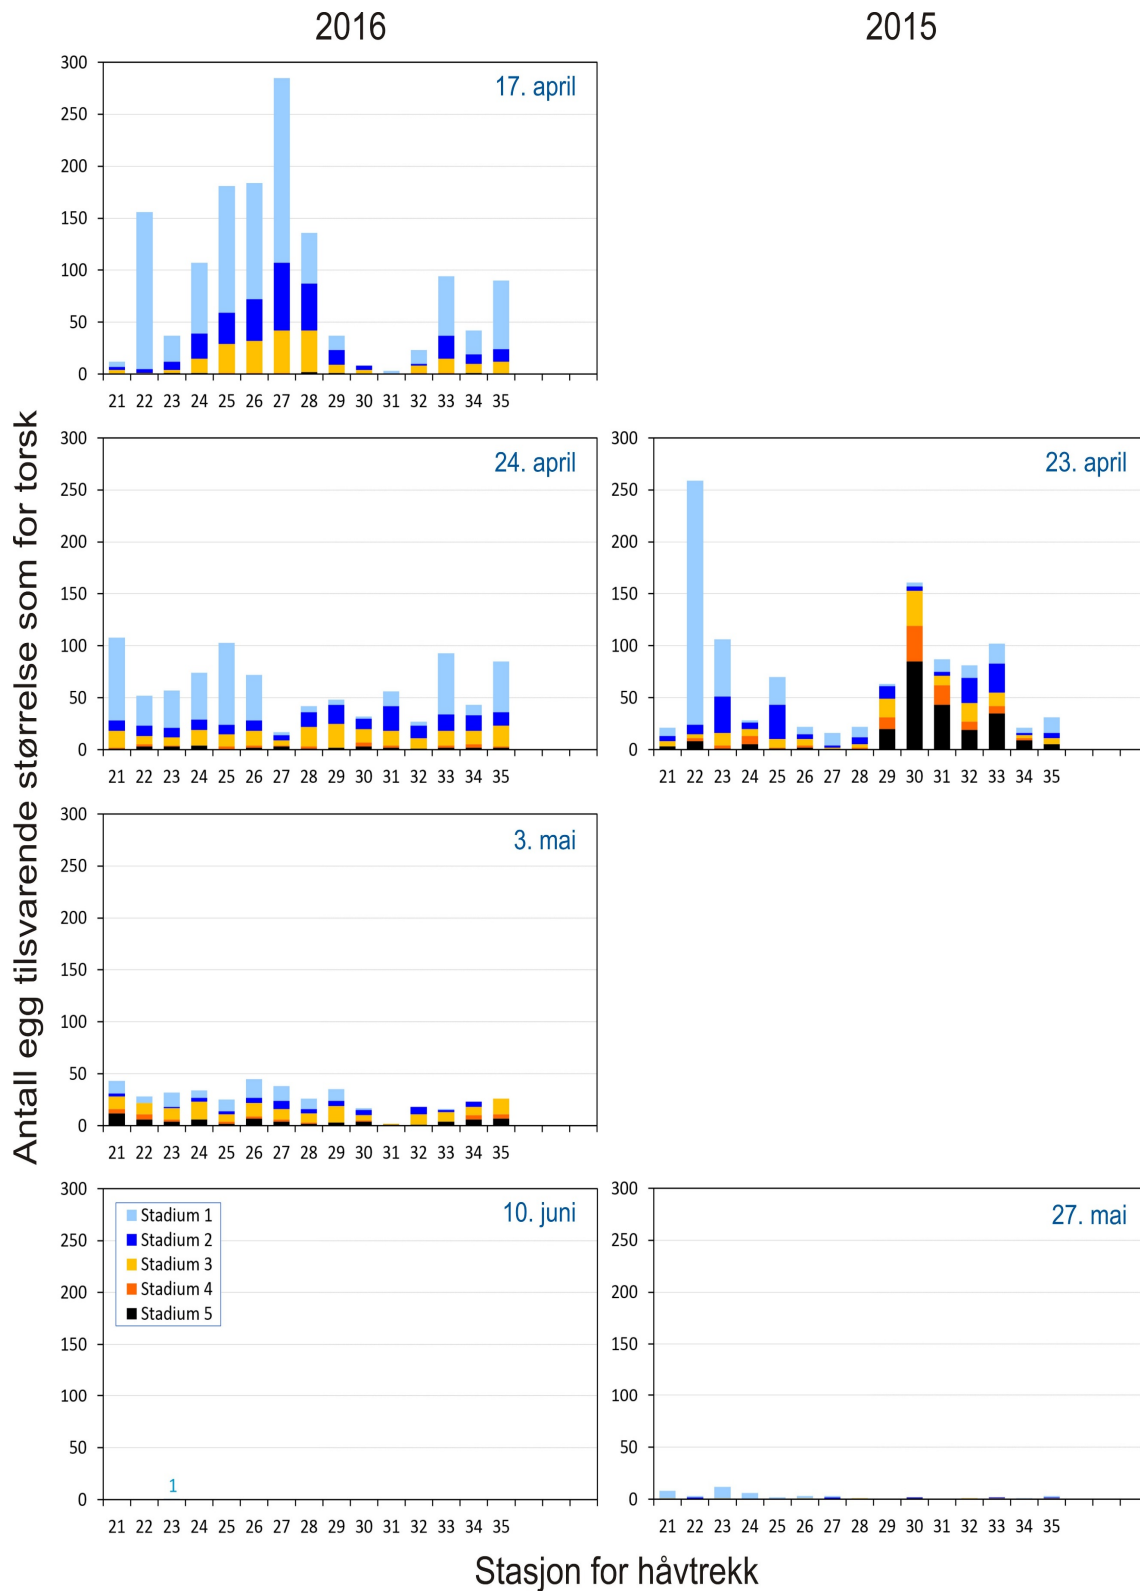 2016
2015
Antall egg tilsvarende størrelse som for torsk
300
250
200
150
100
50
0
17. april
21 22 23 24 25 26 27 28 29 30 31 32 33 34 35
300
250
200
150
100
50
0
24. april
21 22 23 24 25 26 27 28 29 30 31 32 33 34 35
300
250
200
150
100
50
0
23. april
21 22 23 24 25 26 27 28 29 30 31 32 33 34 35
300
250
200
150
100
50
0
3. mai
21 22 23 24 25 26 27 28 29 30 31 32 33 34 35
300
250
200
150
100
50
0
10. juni
Stadium 1
Stadium 2
Stadium 3
Stadium 4
Stadium 5
1
21 22 23 24 25 26 27 28 29 30 31 32 33 34 35
300
250
200
150
100
50
0
27. mai
21 22 23 24 25 26 27 28 29 30 31 32 33 34 35
Stasjon for håvtrekk